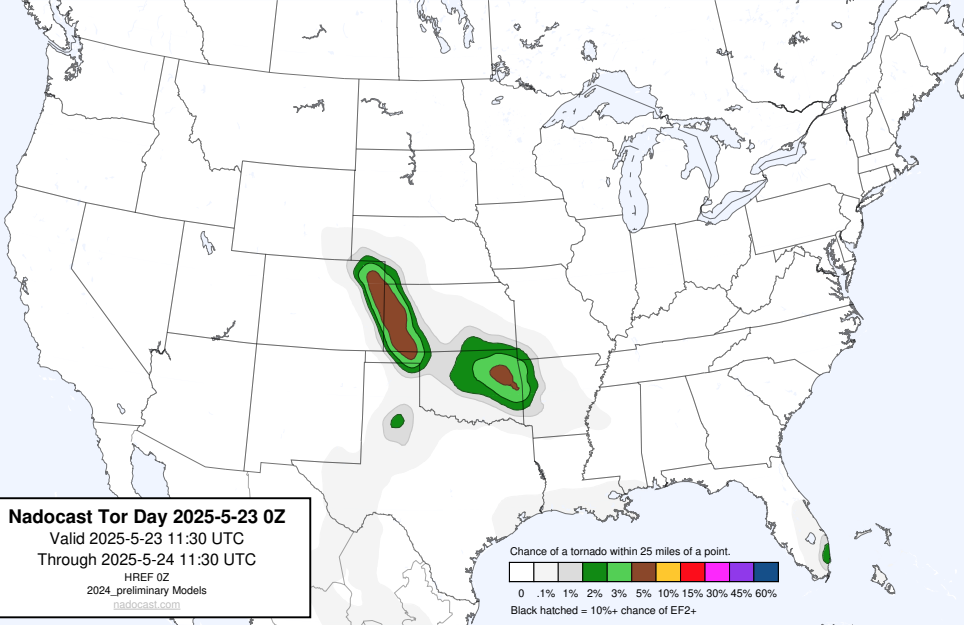 Nadocast Tor Day 2025-5-23 0Z
Valid 2025-5-23 11:30 UTC
Through 2025-5-24 11:30 UTC
HREF 0Z
2024_preliminary Models
nadocast.com
Chance of a tornado within 25 miles of a point.
0 .1% 1% 2% 3% 5% 10% 15% 30% 45% 60%
Black hatched = 10%+ chance of EF2+